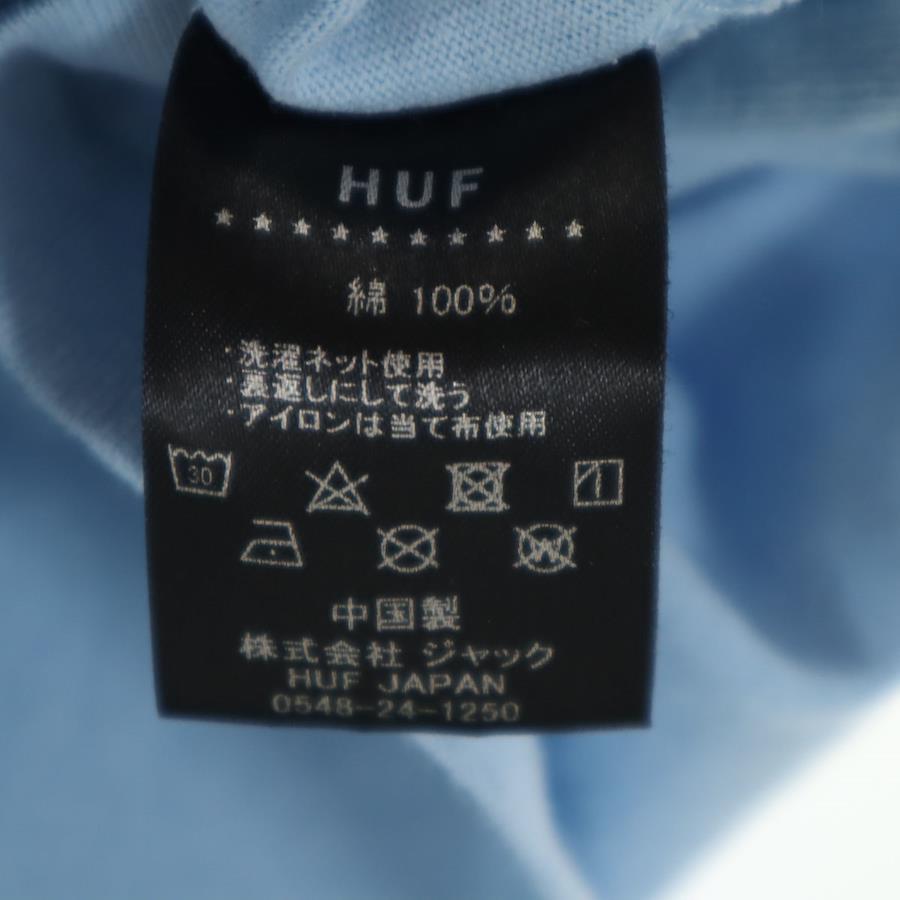 HUF
綿 100%
・洗濯ネット使用
・裏返しにして洗う
・アイロンは当て布使用
30
W
中国製
株式会社 ジャック
HUF JAPAN
0548-24-1250